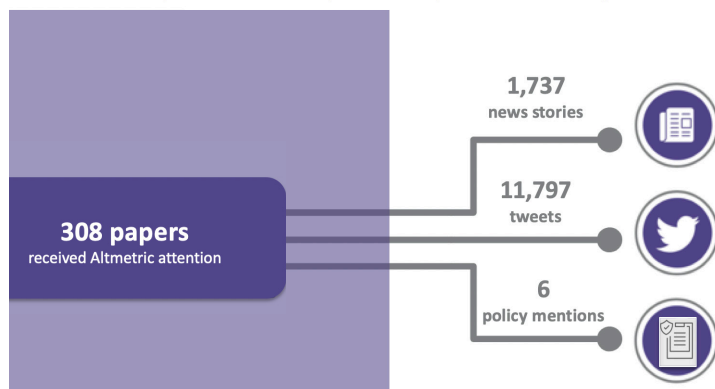 308 papers
received Altmetric attention
1,737
news stories
11,797
tweets
6
policy mentions